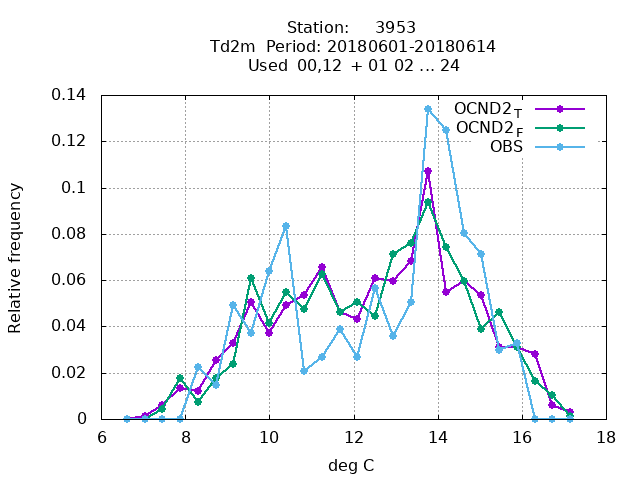 Station: 3953
Td2m Period: 20180601-20180614
Used 00,12 + 01 02 ... 24
0.14
0.12
0.1
0.08
0.06
0.04
0.02
0
Relative frequency
OCND2_T
OCND2_F
OBS
6 8 10 12 14 16 18
deg C